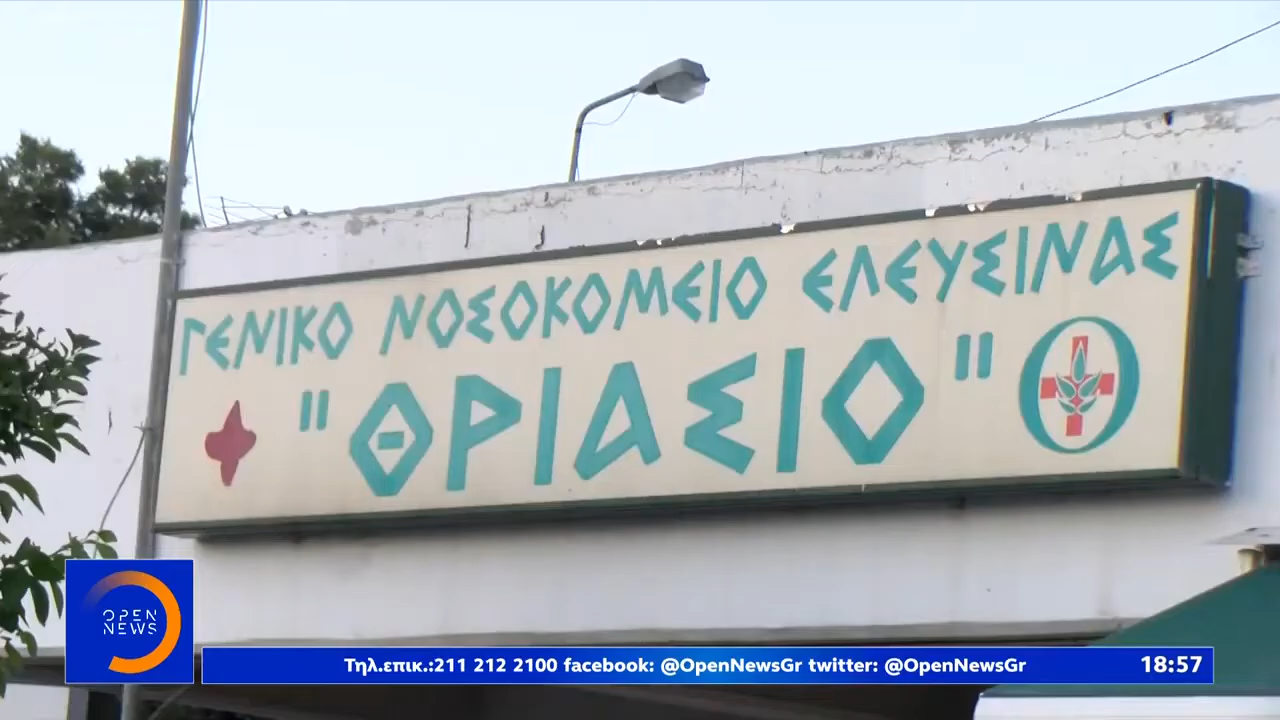 ΓΕΝΙΚΟ ΝΟΣΟΚΟΜΕΙΟ ΕΛΕΥΣΙΝΑΣ
"ΘΡΙΑΣΙΟ"
OPEN
NEWS
Τηλ.επικ.:211 212 2100 facebook: @OpenNewsGr twitter: @OpenNewsGr 18:57